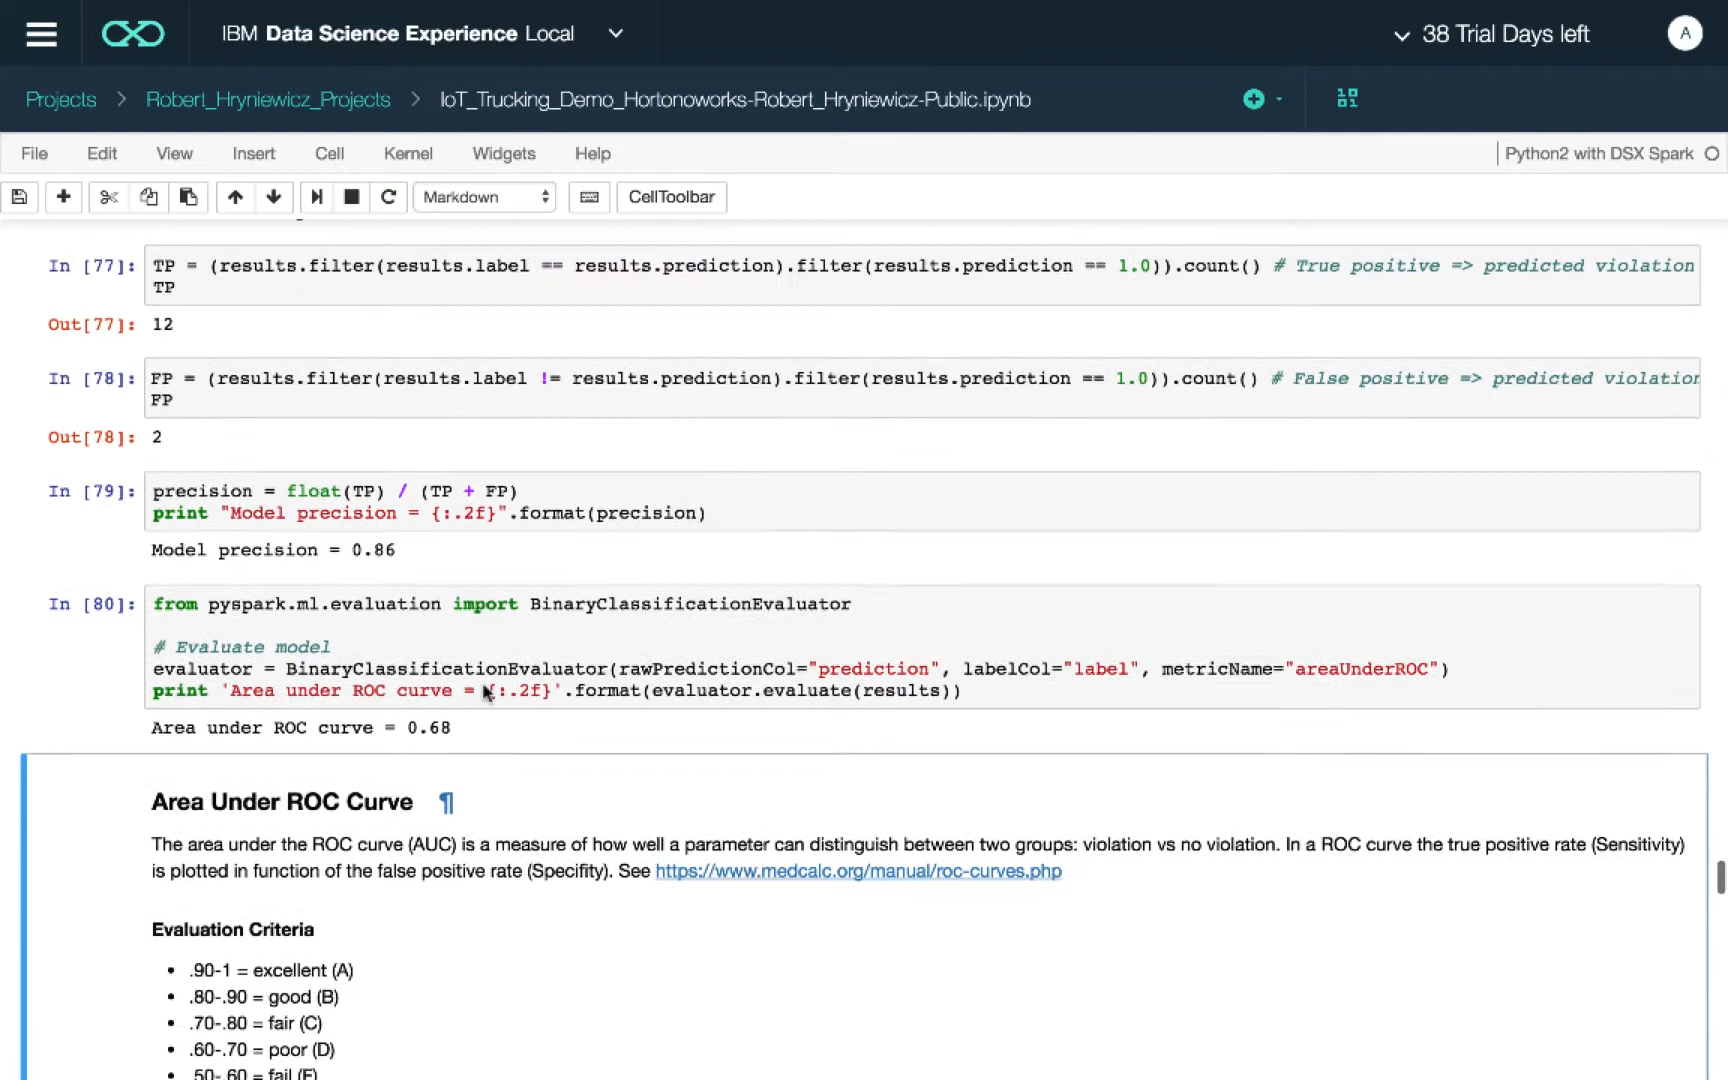 IBM Data Science Experience Local
38 Trial Days left
A
Projects > Robert_Hryniewicz_Projects > IoT_Trucking_Demo_Hortonoworks-Robert_Hryniewicz-Public.ipynb
File Edit View Insert Cell Kernel Widgets Help
Python2 with DSX Spark
Markdown CellToolbar
In [77]: TP = (results.filter(results.label == results.prediction).filter(results.prediction == 1.0)).count() # True positive => predicted violation
TP
Out[77]: 12
In [78]: FP = (results.filter(results.label != results.prediction).filter(results.prediction == 1.0)).count() # False positive => predicted violation
FP
Out[78]: 2
In [79]: precision = float(TP) / (TP + FP)
print "Model precision = {:.2f}".format(precision)
Model precision = 0.86
In [80]: from pyspark.ml.evaluation import BinaryClassificationEvaluator
# Evaluate model
evaluator = BinaryClassificationEvaluator(rawPredictionCol="prediction", labelCol="label", metricName="areaUnderROC")
print 'Area under ROC curve = {:.2f}'.format(evaluator.evaluate(results))
Area under ROC curve = 0.68
Area Under ROC Curve ¶
The area under the ROC curve (AUC) is a measure of how well a parameter can distinguish between two groups: violation vs no violation. In a ROC curve the true positive rate (Sensitivity)
is plotted in function of the false positive rate (Specifity). See https://www.medcalc.org/manual/roc-curves.php
Evaluation Criteria
• .90-1 = excellent (A)
• .80-.90 = good (B)
• .70-.80 = fair (C)
• .60-.70 = poor (D)
• .50-.60 = fail (F)